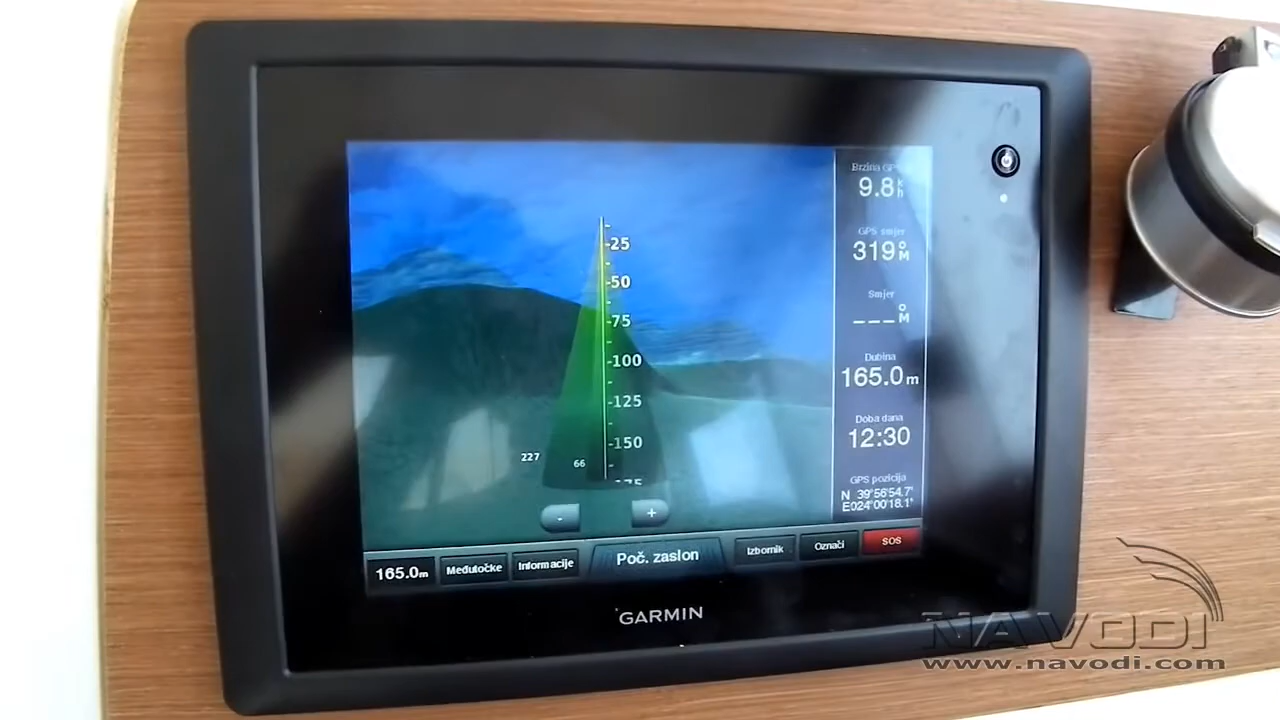 Brzina GPS
9.8 k/h
-25
GPS smjer
319°M
-50
Smjer
___°M
-75
-100
Dubina
165.0m
-125
Doba dana
12:30
-150
227
66
GPS pozicija
N 39°56'54.7"
E024°00'18.1"
-175
-
+
165.0m
Međutočke
Informacije
Poč. zaslon
Izbornik
Označi
SOS
GARMIN
NAVODI
www.navodi.com